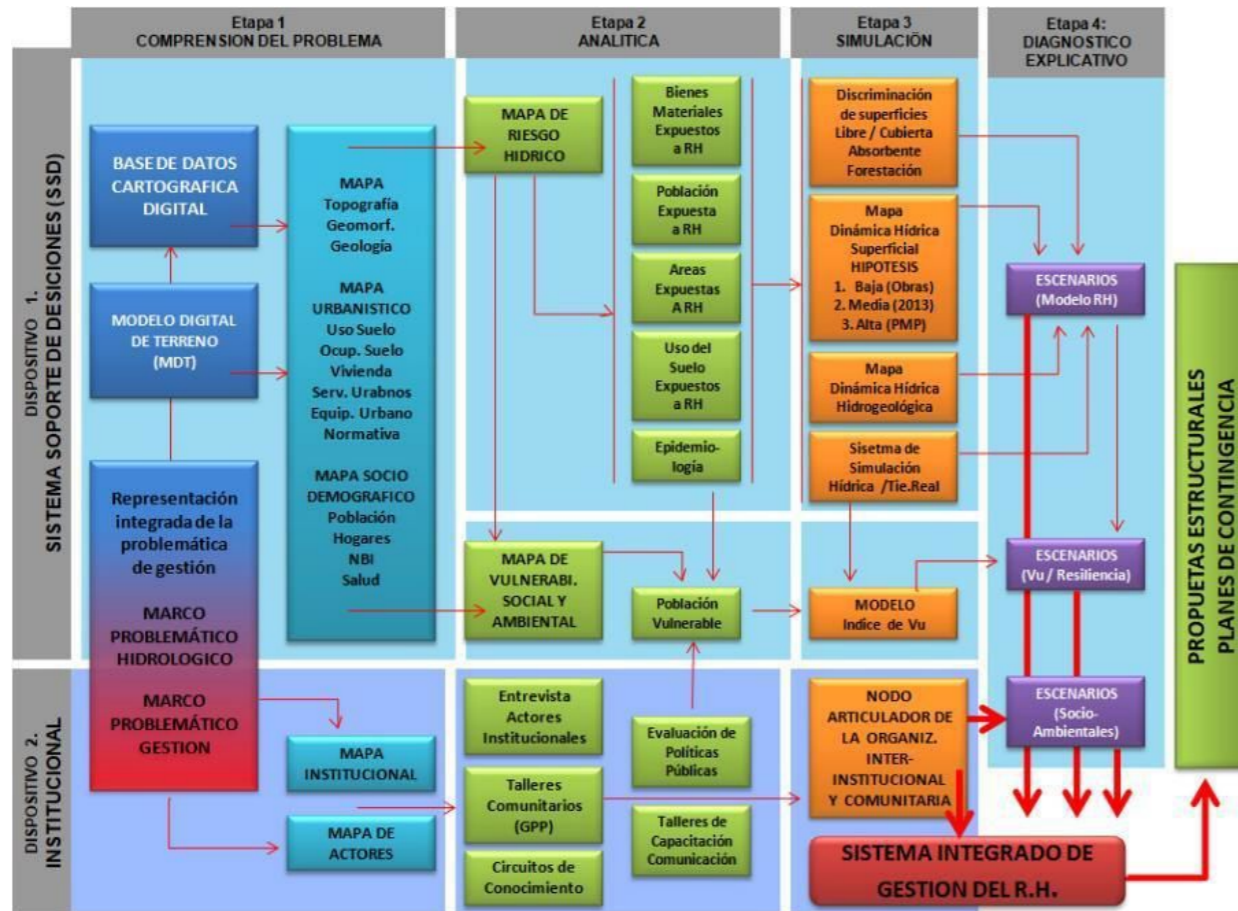 Etapa 1
COMPRENSION DEL PROBLEMA
Etapa 2
ANALITICA
Etapa 3
SIMULACIÓN
Etapa 4:
DIAGNOSTICO
EXPLICATIVO
DISPOSITIVO 1.
SISTEMA SOPORTE DE DESICIONES (SSD)
BASE DE DATOS
CARTOGRAFICA
DIGITAL
MODELO DIGITAL
DE TERRENO
(MDT)
Representación
integrada de la
problemática
de gestión
MARCO
PROBLEMÁTICO
HIDROLOGICO
MARCO
PROBLEMÁTICO
GESTION
MAPA
Topografía
Geomorf.
Geología
MAPA
URBANISTICO
Uso Suelo
Ocup. Suelo
Vivienda
Serv. Urabnos
Equip. Urbano
Normativa
MAPA SOCIO
DEMOGRAFICO
Población
Hogares
NBI
Salud
MAPA DE
RIESGO
HIDRICO
Bienes
Materiales
Expuestos
a RH
Población
Expuesta
a RH
Areas
Expuestas
A RH
Uso del
Suelo
Expuestos
a RH
Epidemio-
logía
MAPA DE
VULNERABI.
SOCIAL Y
AMBIENTAL
Población
Vulnerable
Discriminación
de superficies
Libre / Cubierta
Absorbente
Forestación
Mapa
Dinámica Hídrica
Superficial
HIPOTESIS
1. Baja (Obras)
2. Media (2013)
3. Alta (PMP)
Mapa
Dinámica Hídrica
Hidrogeológica
Sisetma de
Simulación
Hídrica /Tie.Real
MODELO
Indice de Vu
ESCENARIOS
(Modelo RH)
ESCENARIOS
(Vu / Resiliencia)
ESCENARIOS
(Socio-
Ambientales)
PROPUETAS ESTRUCTURALES
PLANES DE CONTINGENCIA
DISPOSITIVO 2.
INSTITUCIONAL
MAPA
INSTITUCIONAL
MAPA DE
ACTORES
Entrevista
Actores
Institucionales
Talleres
Comunitarios
(GPP)
Circuitos de
Conocimiento
Evaluación de
Políticas
Públicas
Talleres de
Capacitación
Comunicación
NODO
ARTICULADOR DE
LA ORGANIZ.
INTER-
INSTITUCIONAL
Y COMUNITARIA
SISTEMA INTEGRADO DE
GESTION DEL R.H.